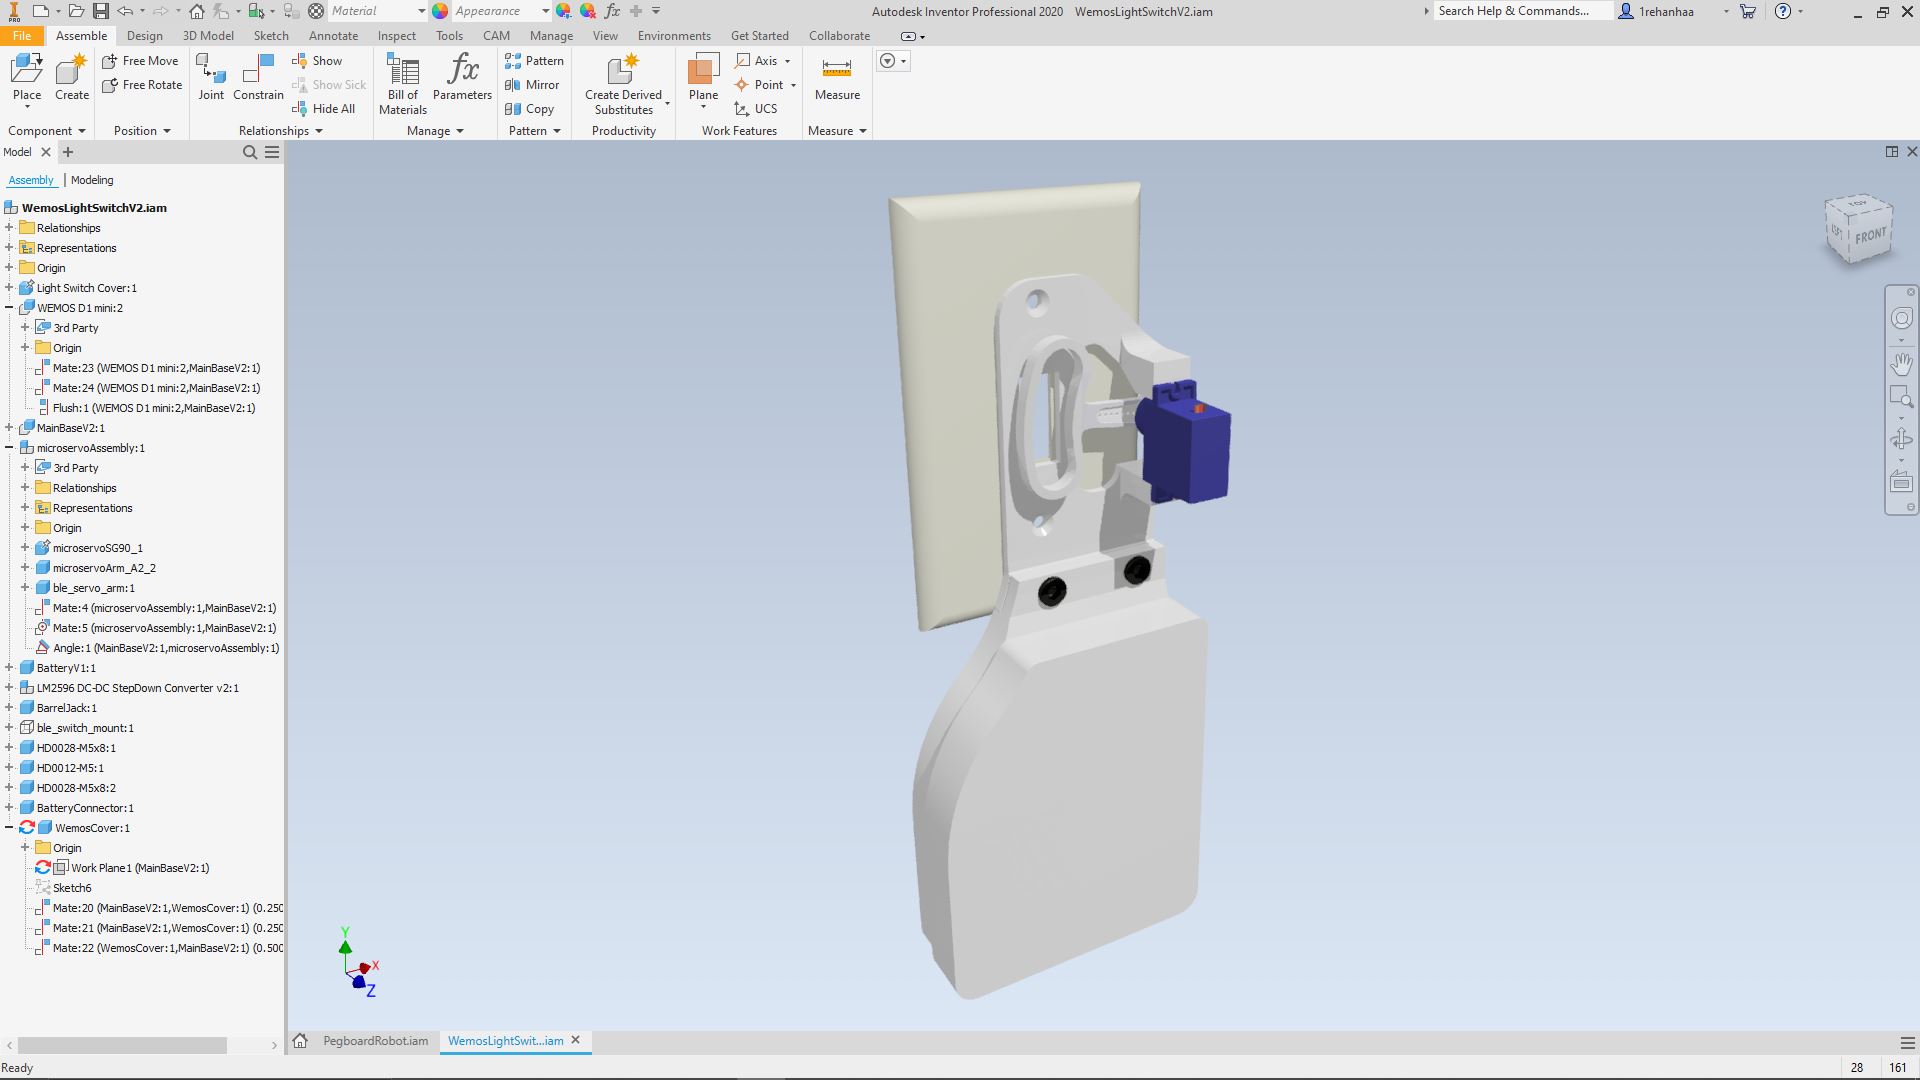 PRO
Material
Appearance
Autodesk Inventor Professional 2020 WemosLightSwitchV2.iam
Search Help & Commands...
1rehanhaa
File Assemble Design 3D Model Sketch Annotate Inspect Tools CAM Manage View Environments Get Started Collaborate
Place
Create
Free Move
Free Rotate
Joint
Constrain
Show
Show Sick
Hide All
Bill of
Materials
Parameters
Pattern
Mirror
Copy
Create Derived
Substitutes
Plane
Axis
Point
UCS
Measure
Component Position Relationships Manage Pattern Productivity Work Features Measure
Model
Assembly | Modeling
WemosLightSwitchV2.iam
Relationships
Representations
Origin
Light Switch Cover:1
WEMOS D1 mini:2
3rd Party
Origin
Mate:23 (WEMOS D1 mini:2,MainBaseV2:1)
Mate:24 (WEMOS D1 mini:2,MainBaseV2:1)
Flush:1 (WEMOS D1 mini:2,MainBaseV2:1)
MainBaseV2:1
microservoAssembly:1
3rd Party
Relationships
Representations
Origin
microservoSG90_1
microservoArm_A2_2
ble_servo_arm:1
Mate:4 (microservoAssembly:1,MainBaseV2:1)
Mate:5 (microservoAssembly:1,MainBaseV2:1)
Angle:1 (MainBaseV2:1,microservoAssembly:1)
BatteryV1:1
LM2596 DC-DC StepDown Converter v2:1
BarrelJack:1
ble_switch_mount:1
HD0028-M5x8:1
HD0012-M5:1
HD0028-M5x8:2
BatteryConnector:1
WemosCover:1
Origin
Work Plane1 (MainBaseV2:1)
Sketch6
Mate:20 (MainBaseV2:1,WemosCover:1) (0.250
Mate:21 (MainBaseV2:1,WemosCover:1) (0.250
Mate:22 (WemosCover:1,MainBaseV2:1) (0.500
TOP
LEFT
FRONT
Y
X
Z
PegboardRobot.iam
WemosLightSwit...iam
Ready
28 161